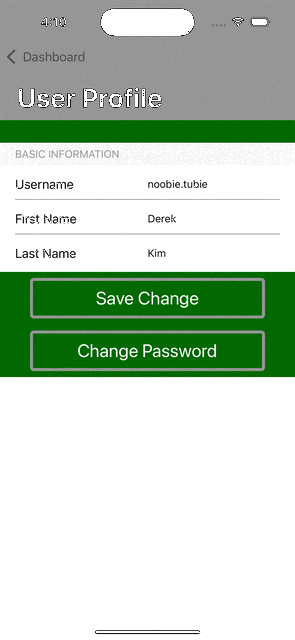 4:10
Dashboard
User Profile
BASIC INFORMATION
Username noobie.tubie
First Name Derek
Last Name Kim
Save Change
Change Password